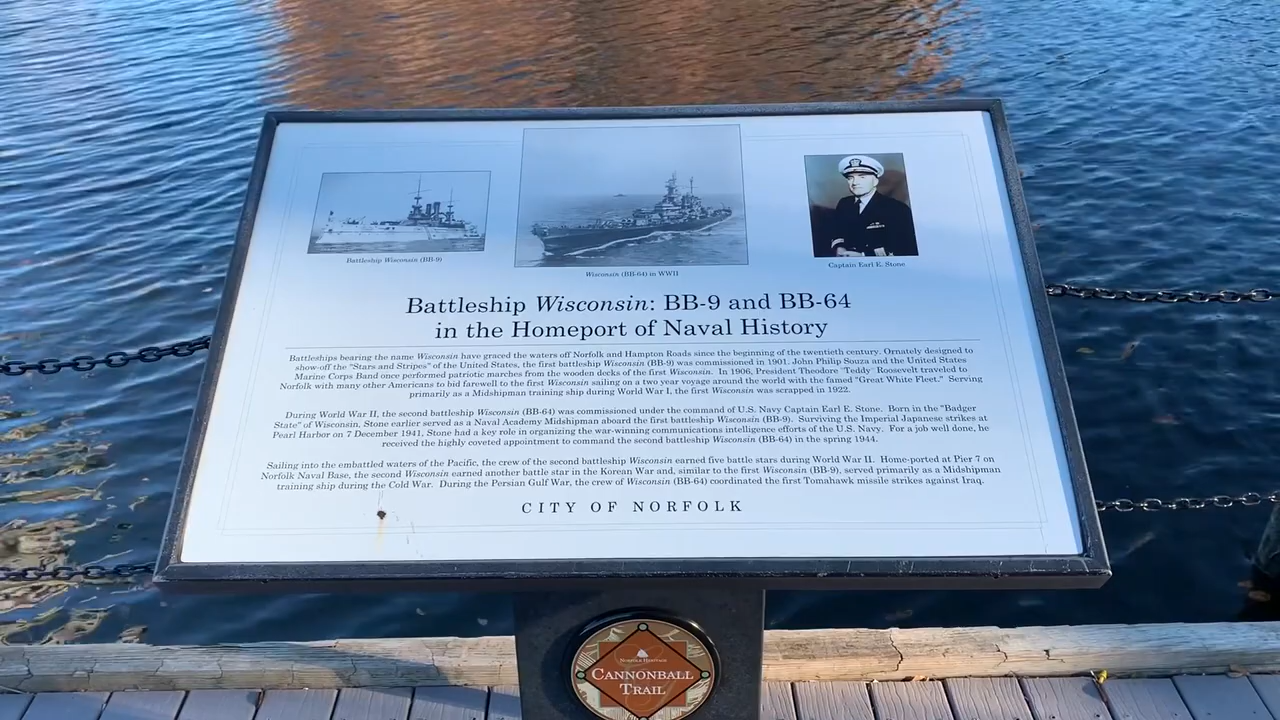 Battleship Wisconsin (BB-9)
Wisconsin (BB-64) in WWII
Captain Earl E. Stone
Battleship Wisconsin: BB-9 and BB-64
in the Homeport of Naval History
Battleships bearing the name Wisconsin have graced the waters off Norfolk and Hampton Roads since the beginning of the twentieth century. Ornately designed to
show-off the "Stars and Stripes" of the United States, the first battleship Wisconsin (BB-9) was commissioned in 1901. John Philip Souza and the United States
Marine Corps Band once performed patriotic marches from the wooden decks of the first Wisconsin. In 1906, President Theodore "Teddy" Roosevelt traveled to
Norfolk with many other Americans to bid farewell to the first Wisconsin sailing on a two year voyage around the world with the famed "Great White Fleet." Serving
primarily as a Midshipman training ship during World War I, the first Wisconsin was scrapped in 1922.
During World War II, the second battleship Wisconsin (BB-64) was commissioned under the command of U.S. Navy Captain Earl E. Stone. Born in the "Badger
State" of Wisconsin, Stone earlier served as a Naval Academy Midshipman aboard the first battleship Wisconsin (BB-9). Surviving the Imperial Japanese strikes at
Pearl Harbor on 7 December 1941, Stone had a key role in organizing the war-winning communications intelligence efforts of the U.S. Navy. For a job well done, he
received the highly coveted appointment to command the second battleship Wisconsin (BB-64) in the spring 1944.
Sailing into the embattled waters of the Pacific, the crew of the second battleship Wisconsin earned five battle stars during World War II. Home-ported at Pier 7 on
Norfolk Naval Base, the second Wisconsin earned another battle star in the Korean War and, similar to the first Wisconsin (BB-9), served primarily as a Midshipman
training ship during the Cold War. During the Persian Gulf War, the crew of Wisconsin (BB-64) coordinated the first Tomahawk missile strikes against Iraq.
CITY OF NORFOLK
NORFOLK HERITAGE
CANNONBALL
TRAIL